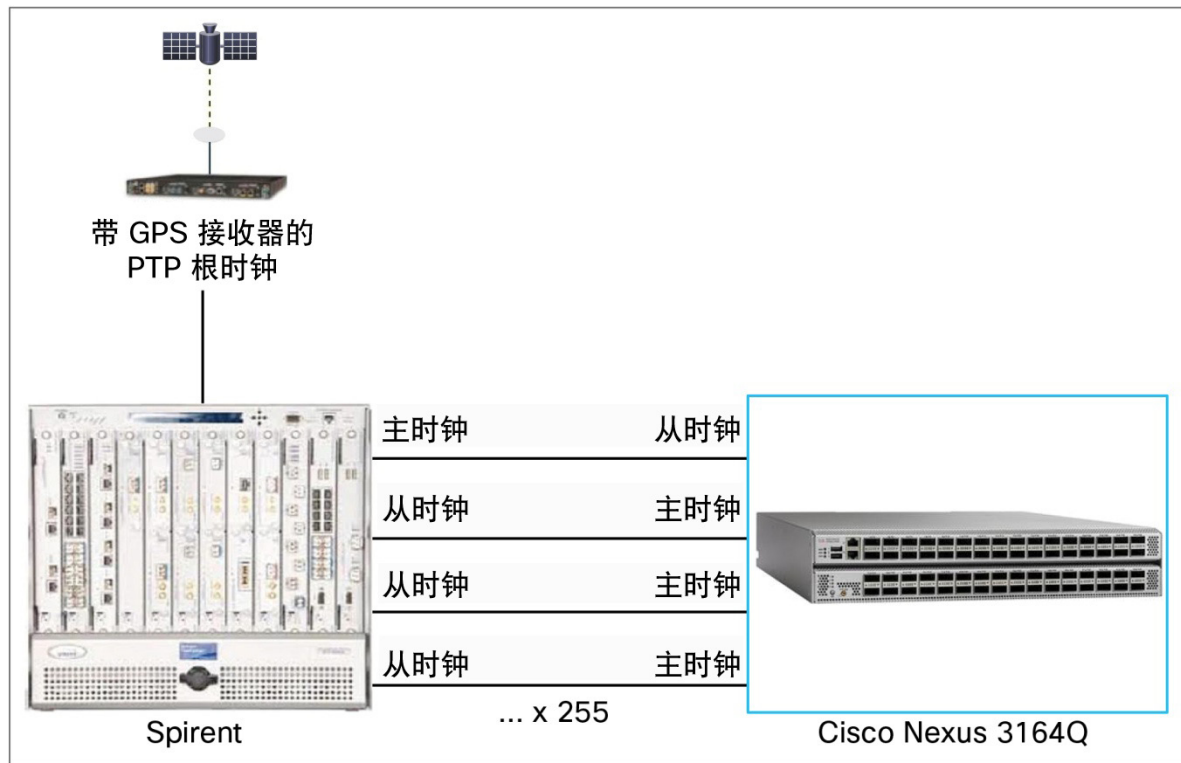 带 GPS 接收器的
PTP 根时钟
主时钟
从时钟
从时钟
主时钟
从时钟
主时钟
从时钟
主时钟
... x 255
Spirent
Cisco Nexus 3164Q